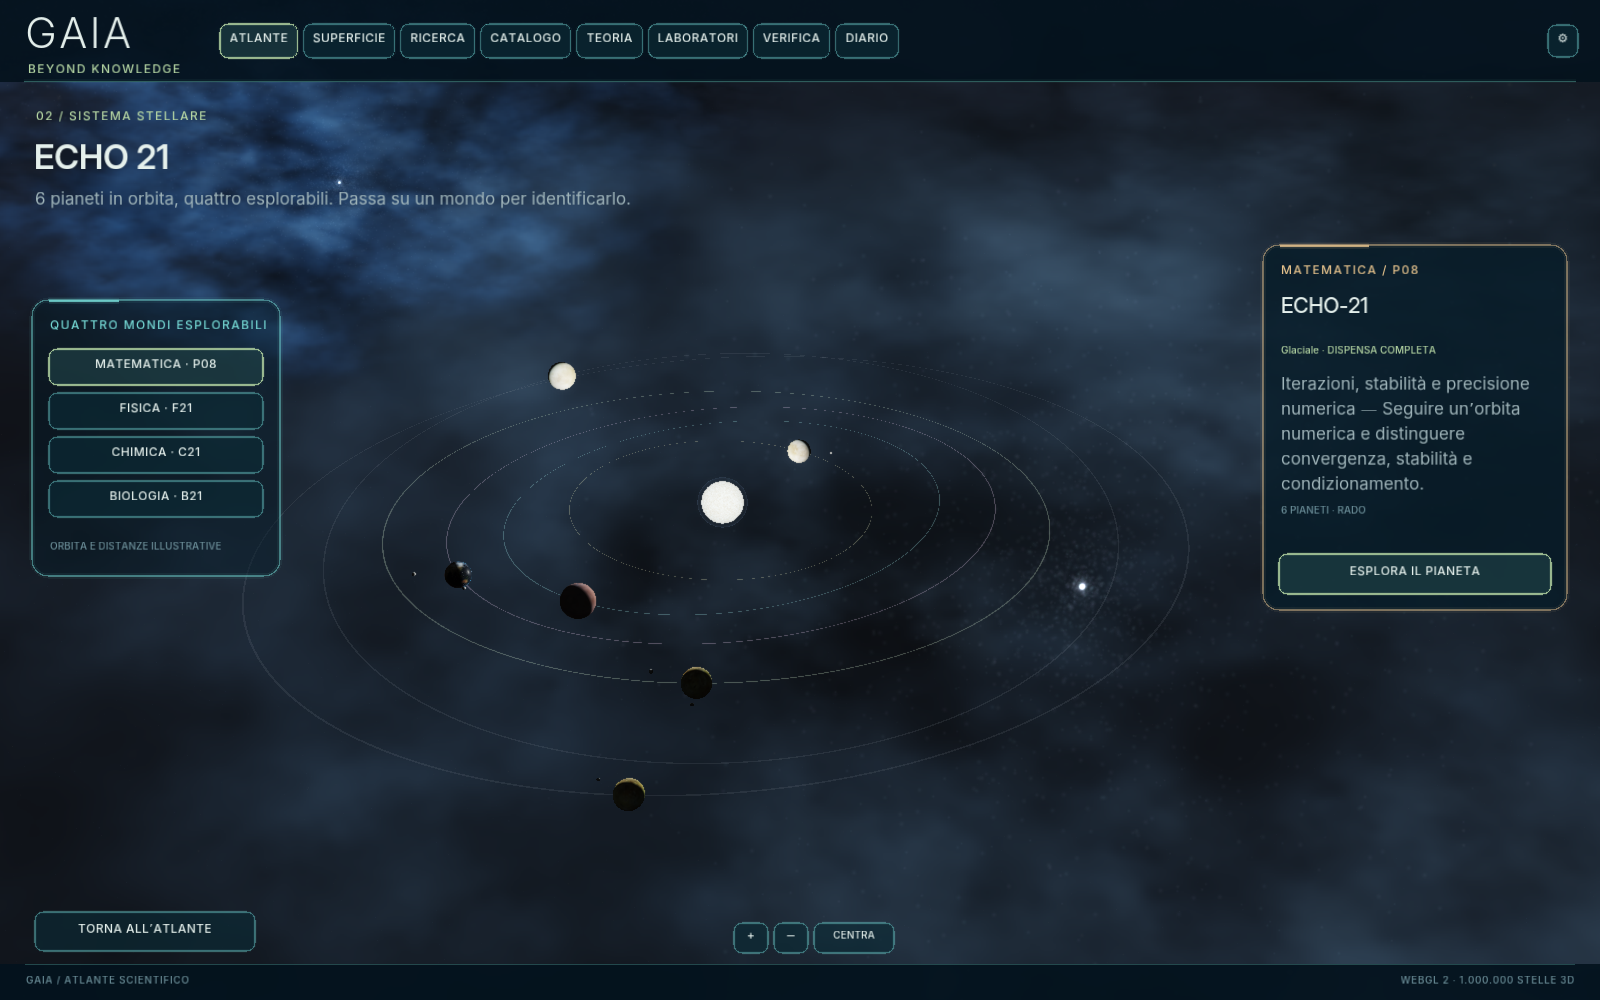 GAIA
BEYOND KNOWLEDGE
ATLANTE
SUPERFICIE
RICERCA
CATALOGO
TEORIA
LABORATORI
VERIFICA
DIARIO
02 / SISTEMA STELLARE
ECHO 21
6 pianeti in orbita, quattro esplorabili. Passa su un mondo per identificarlo.
QUATTRO MONDI ESPLORABILI
MATEMATICA · P08
FISICA · F21
CHIMICA · C21
BIOLOGIA · B21
ORBITA E DISTANZE ILLUSTRATIVE
MATEMATICA / P08
ECHO-21
Glaciale · DISPENSA COMPLETA
Iterazioni, stabilità e precisione
numerica — Seguire un’orbita
numerica e distinguere
convergenza, stabilità e
condizionamento.
6 PIANETI · RADO
ESPLORA IL PIANETA
TORNA ALL’ATLANTE
+
—
CENTRA
GAIA / ATLANTE SCIENTIFICO
WEBGL 2 · 1.000.000 STELLE 3D